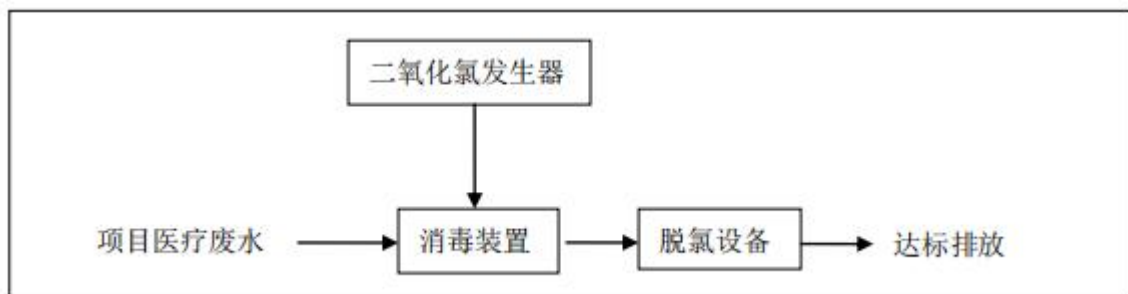 二氧化氯发生器
项目医疗废水
消毒装置
脱氯设备
达标排放